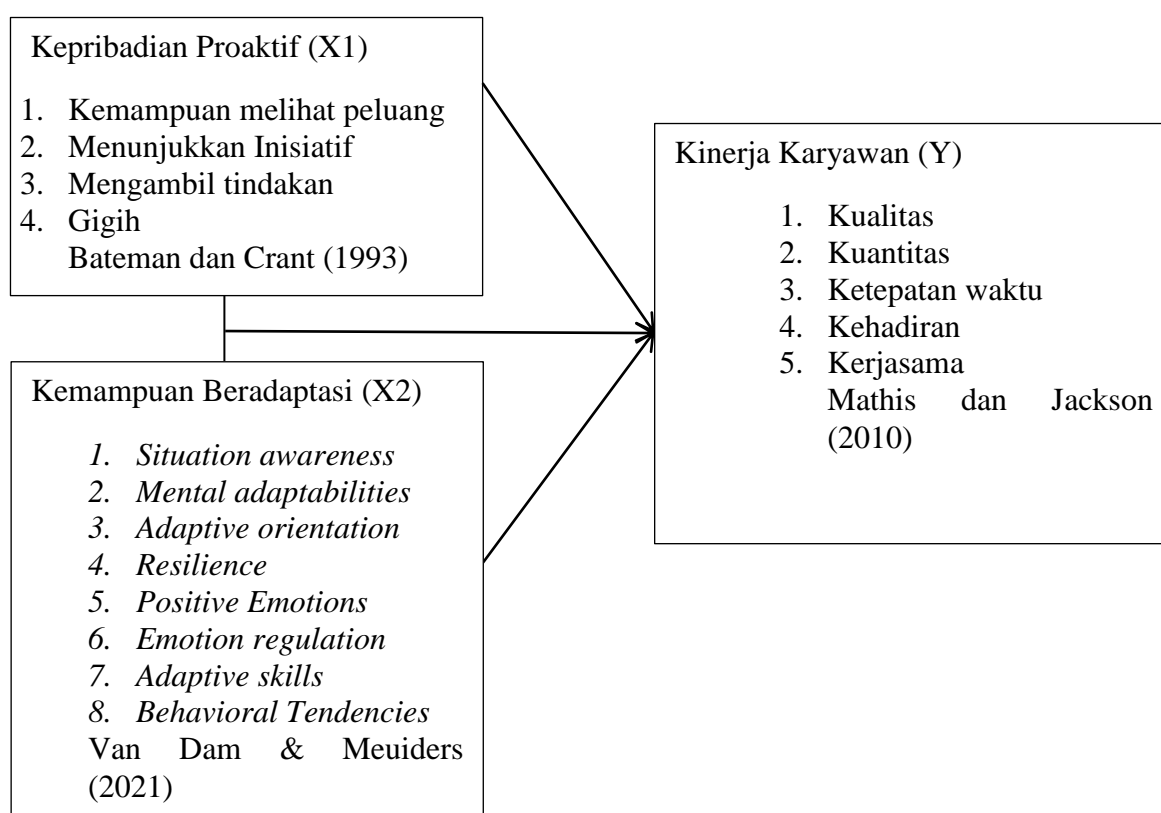 Kepribadian Proaktif (X1)
1. Kemampuan melihat peluang
2. Menunjukkan Inisiatif
3. Mengambil tindakan
4. Gigih
Bateman dan Crant (1993)
Kemampuan Beradaptasi (X2)
1. Situation awareness
2. Mental adaptabilities
3. Adaptive orientation
4. Resilience
5. Positive Emotions
6. Emotion regulation
7. Adaptive skills
8. Behavioral Tendencies
Van Dam & Meuiders
(2021)
Kinerja Karyawan (Y)
1. Kualitas
2. Kuantitas
3. Ketepatan waktu
4. Kehadiran
5. Kerjasama
Mathis dan Jackson
(2010)